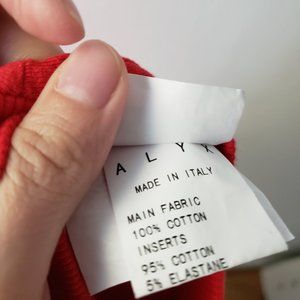 A L Y X
MADE IN ITALY
MAIN FABRIC
100% COTTON
INSERTS
95% COTTON
5% ELASTANE